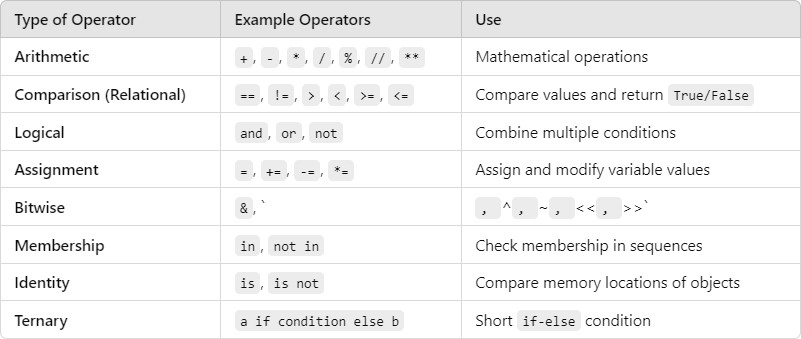 Type of Operator Example Operators Use
Arithmetic + , - , * , / , % , // , ** Mathematical operations
Comparison (Relational) == , != , > , < , >= , <= Compare values and return True/False
Logical and , or , not Combine multiple conditions
Assignment = , += , -= , *= Assign and modify variable values
Bitwise & ,` , ^ , ~ , << , >>`
Membership in , not in Check membership in sequences
Identity is , is not Compare memory locations of objects
Ternary a if condition else b Short if-else condition